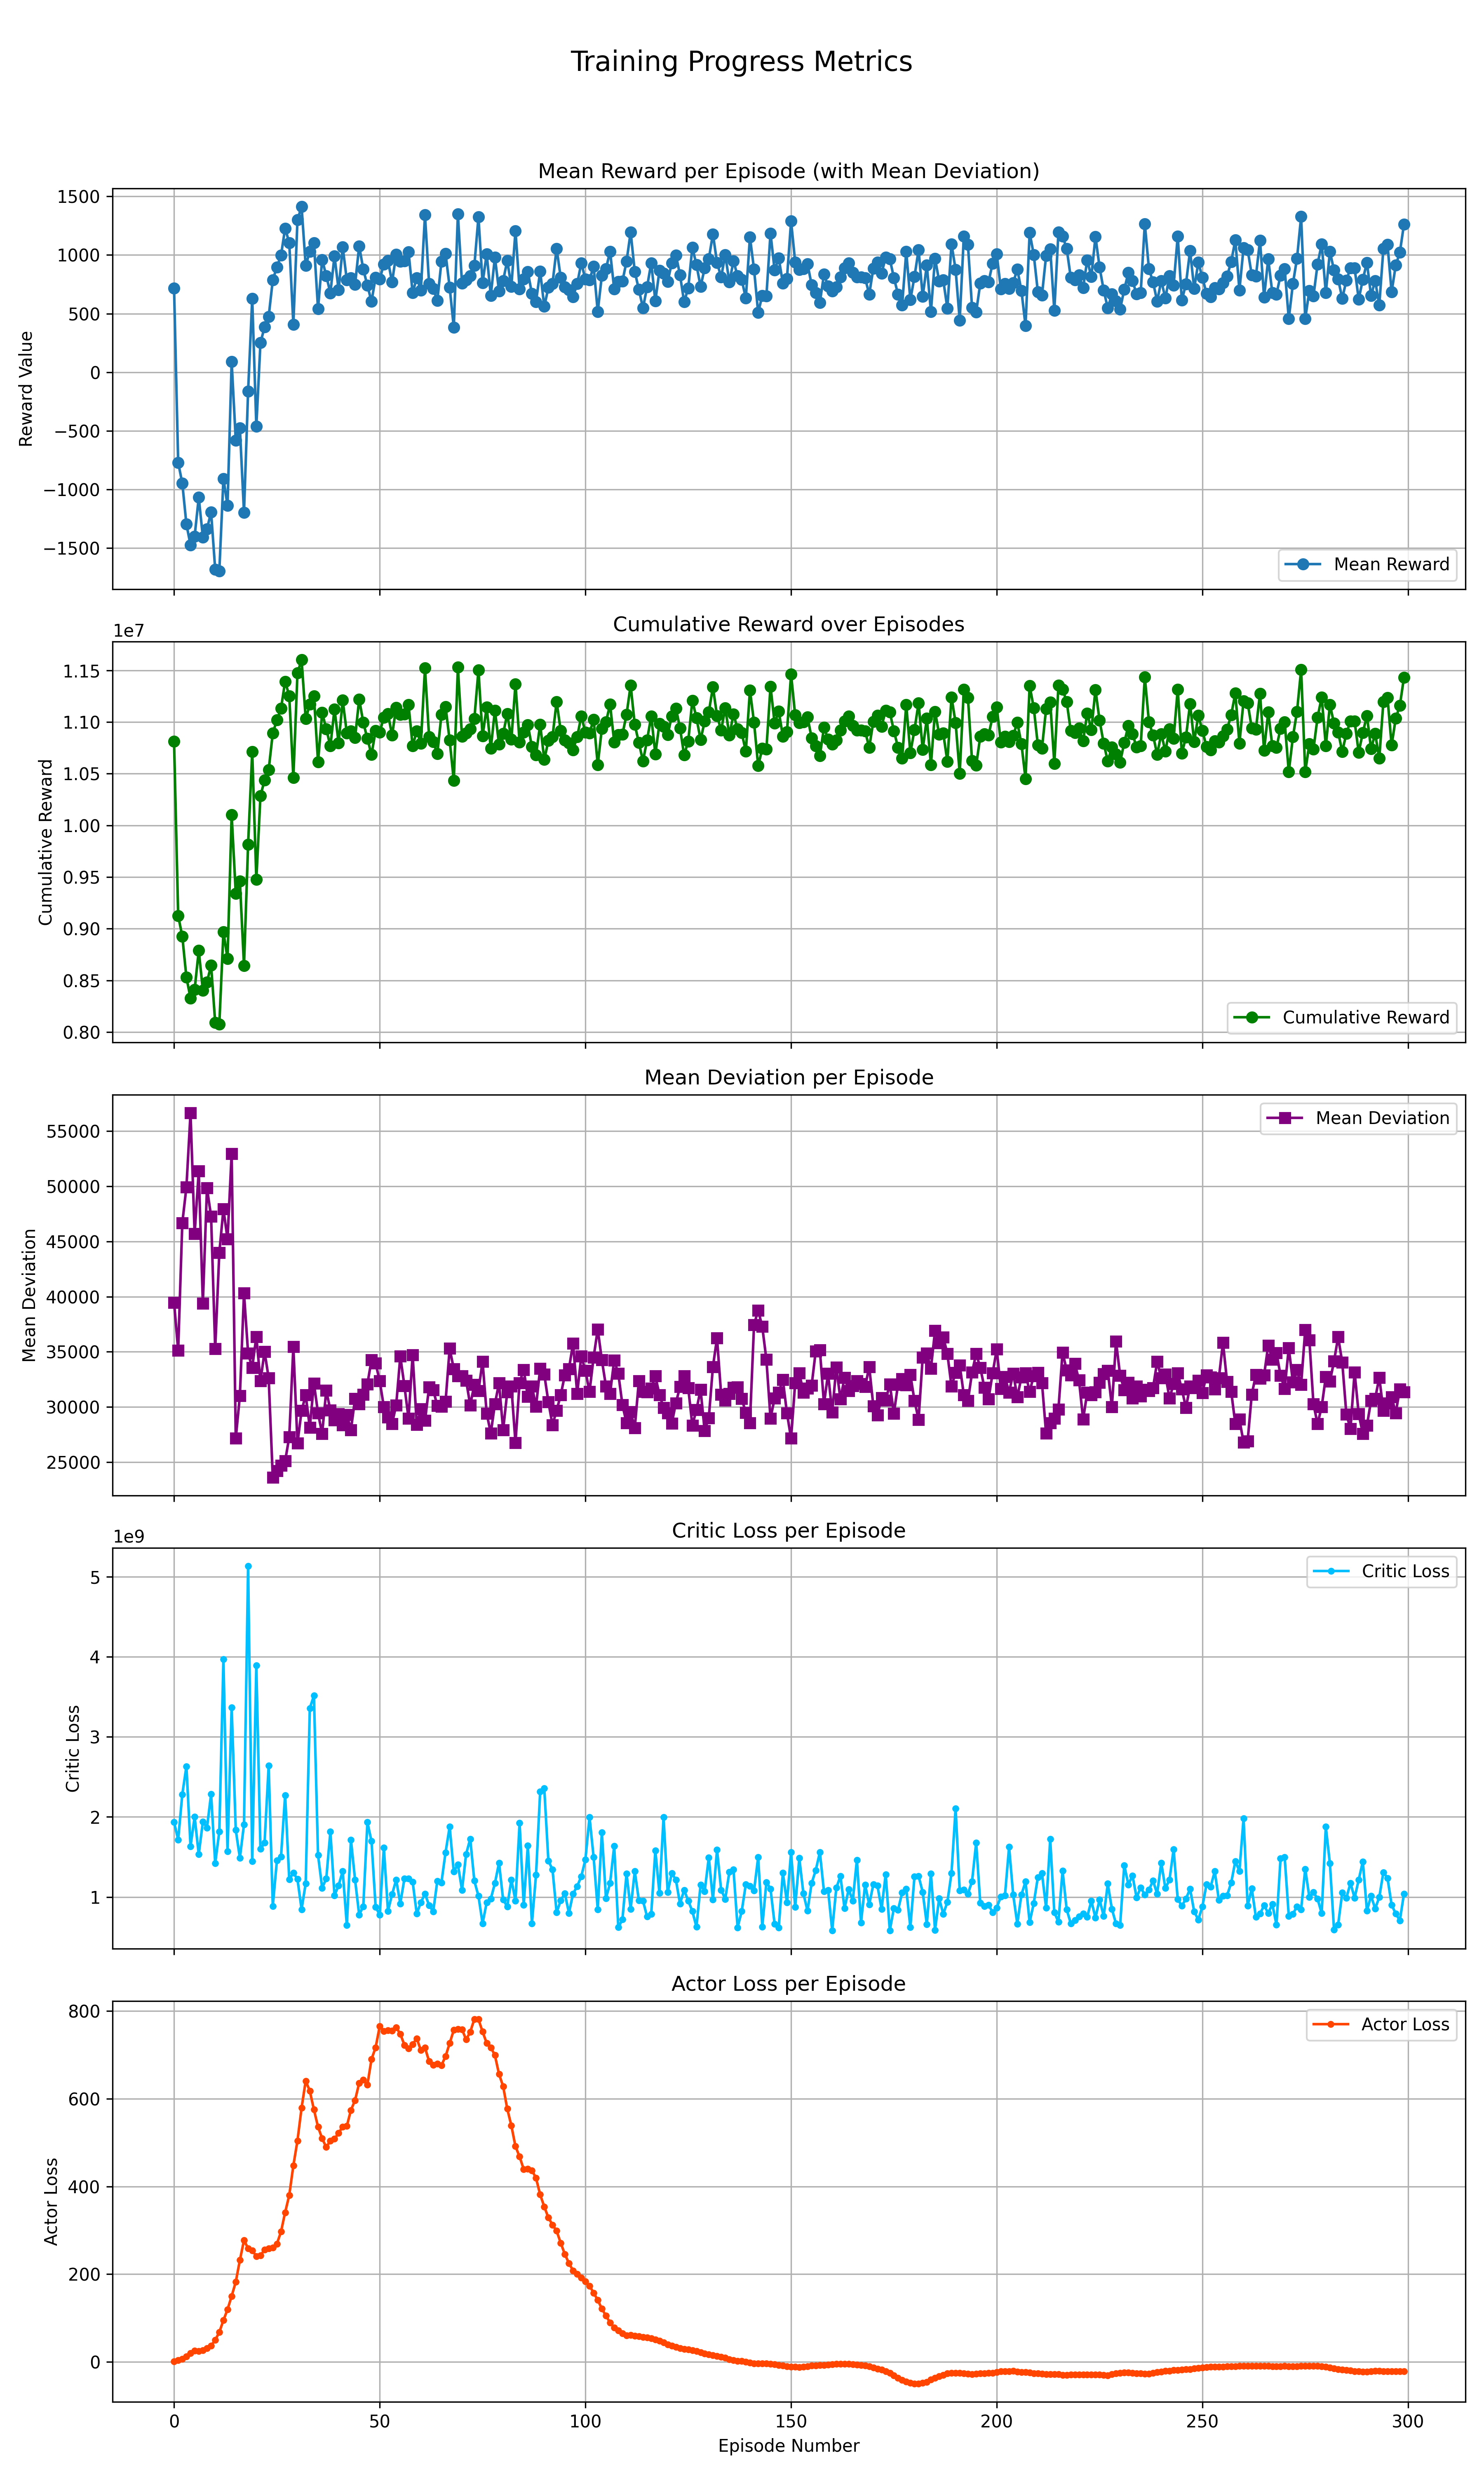 Training Progress Metrics
Mean Reward per Episode (with Mean Deviation)
1500
1000
500
0
−500
−1000
−1500
Reward Value
Mean Reward
1e7
Cumulative Reward over Episodes
1.15
1.10
1.05
1.00
0.95
0.90
0.85
0.80
Cumulative Reward
Cumulative Reward
Mean Deviation per Episode
55000
50000
45000
40000
35000
30000
25000
Mean Deviation
Mean Deviation
1e9
Critic Loss per Episode
5
4
3
2
1
Critic Loss
Critic Loss
Actor Loss per Episode
800
600
400
200
0
Actor Loss
Actor Loss
0 50 100 150 200 250 300
Episode Number